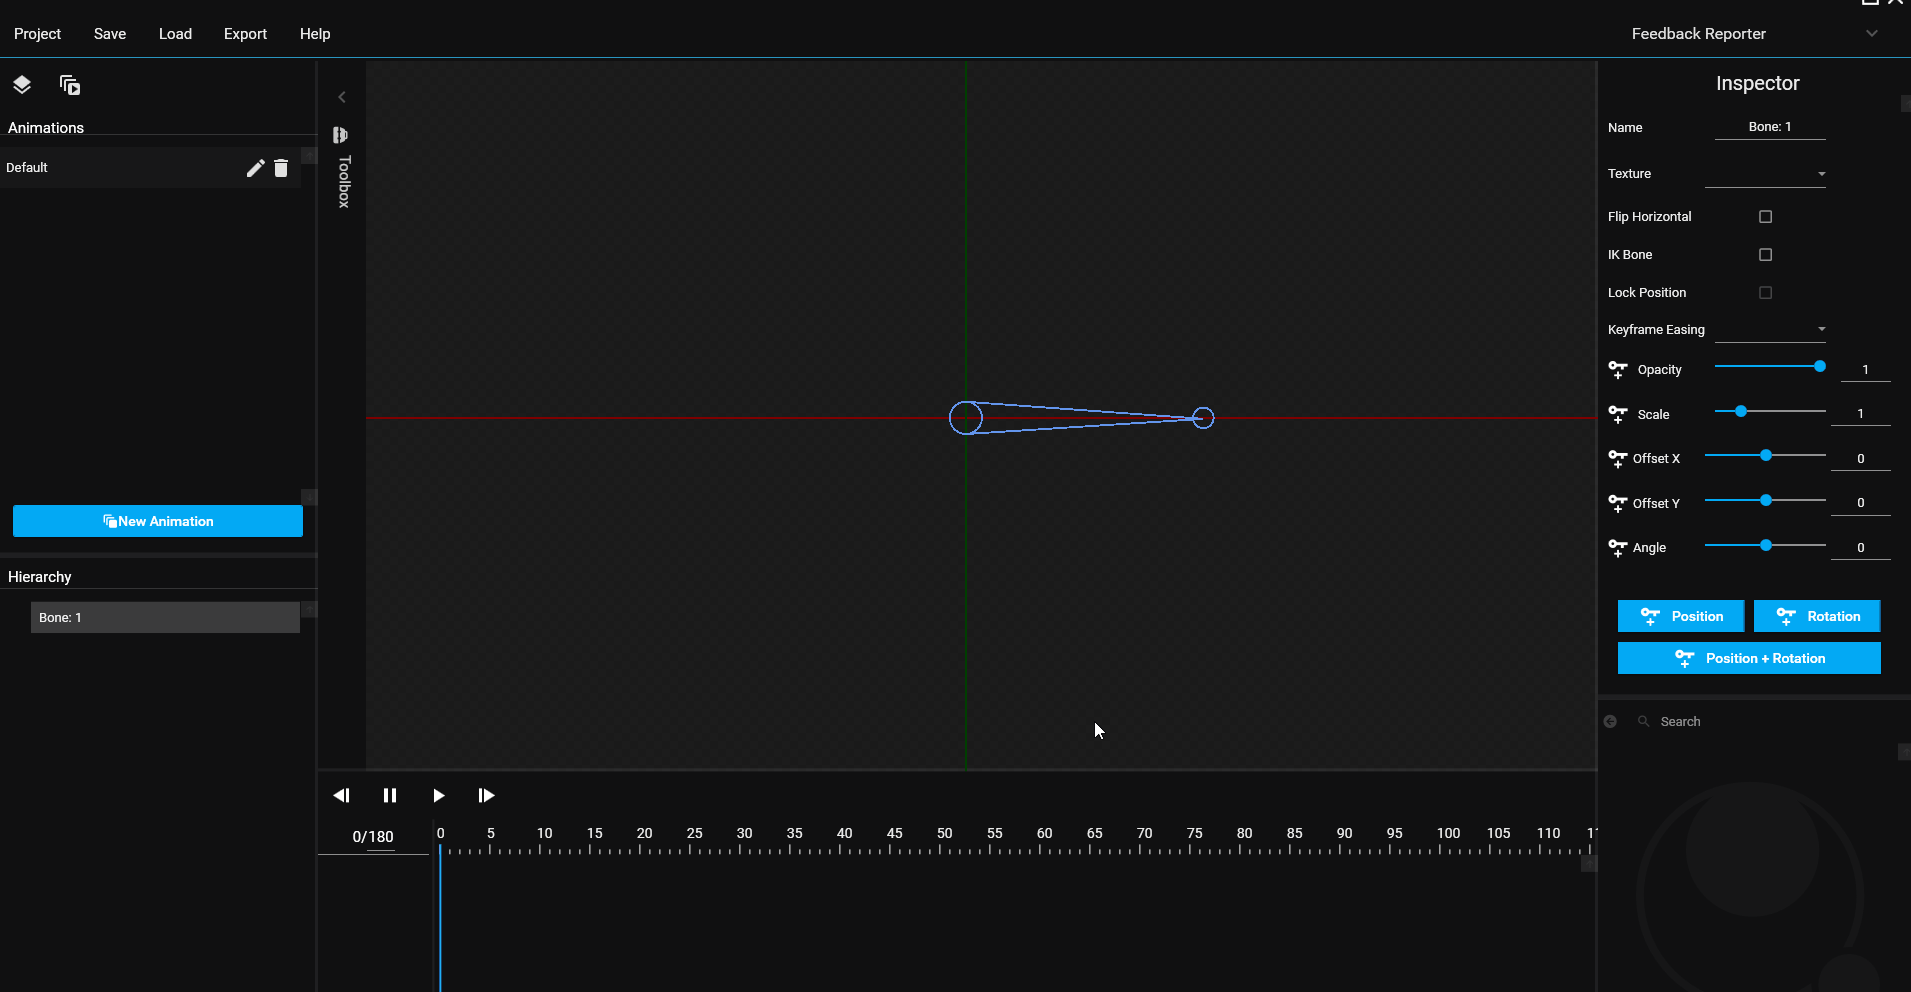 Project Save Load Export Help
Feedback Reporter
Animations
Default
New Animation
Hierarchy
Bone: 1
Toolbox
0/180
0 5 10 15 20 25 30 35 40 45 50 55 60 65 70 75 80 85 90 95 100 105 110
Inspector
Name Bone: 1
Texture
Flip Horizontal
IK Bone
Lock Position
Keyframe Easing
Opacity 1
Scale 1
Offset X 0
Offset Y 0
Angle 0
Position Rotation
Position + Rotation
Search